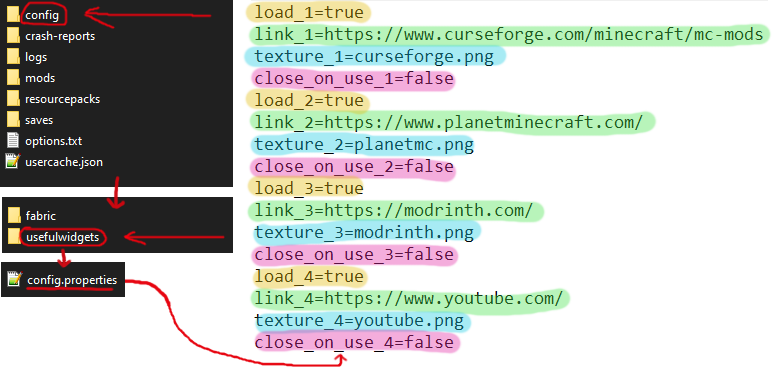 config
crash-reports
logs
mods
resourcepacks
saves
options.txt
usercache.json
fabric
usefulwidgets
config.properties
load_1=true
link_1=https://www.curseforge.com/minecraft/mc-mods
texture_1=curseforge.png
close_on_use_1=false
load_2=true
link_2=https://www.planetminecraft.com/
texture_2=planetmc.png
close_on_use_2=false
load_3=true
link_3=https://modrinth.com/
texture_3=modrinth.png
close_on_use_3=false
load_4=true
link_4=https://www.youtube.com/
texture_4=youtube.png
close_on_use_4=false